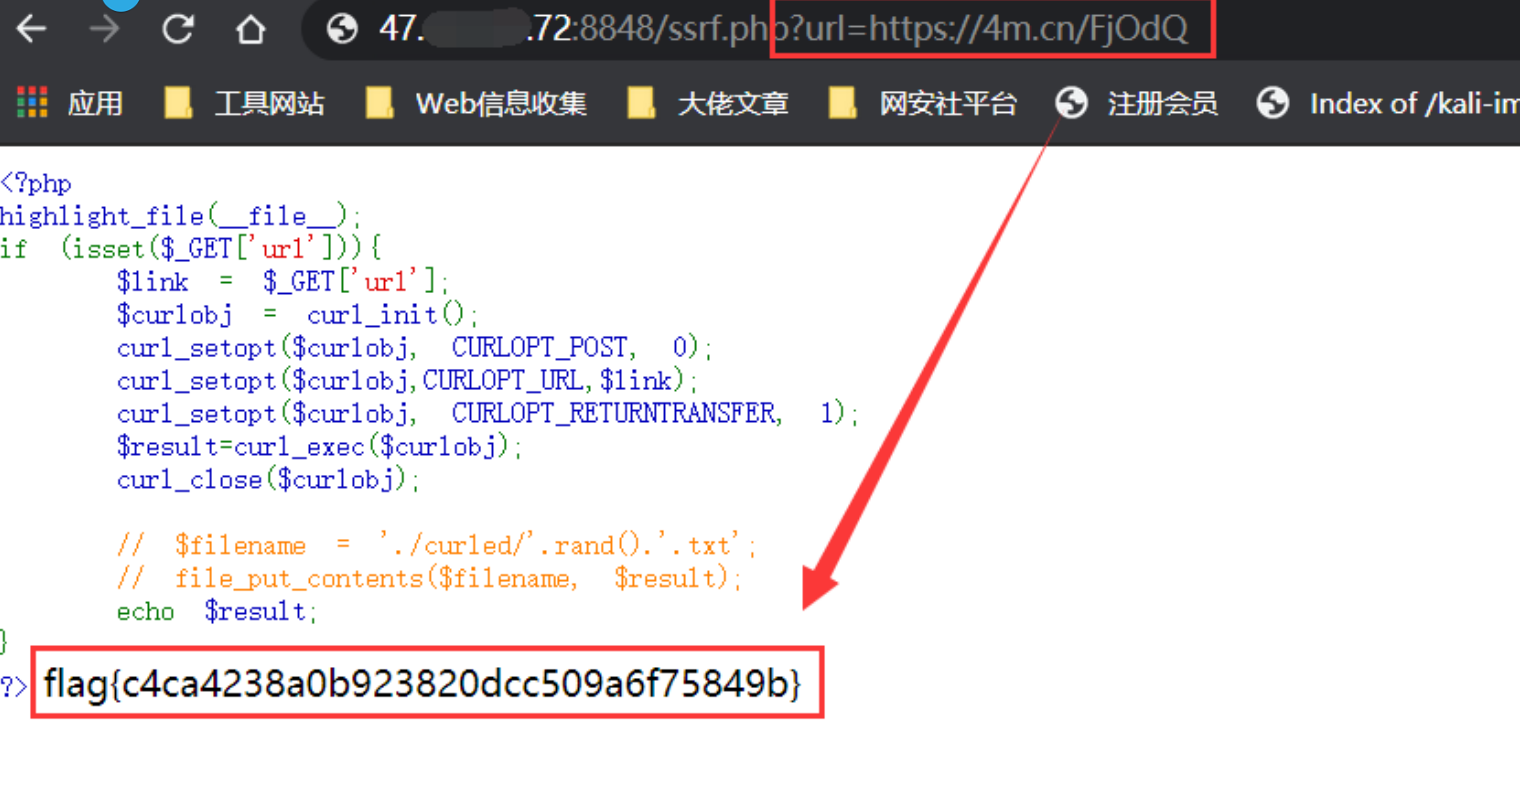 47. .72:8848/ssrf.php?url=https://4m.cn/FjOdQ
应用 工具网站 Web信息收集 大佬文章 网安社平台 注册会员 Index of /kali-im
<?php
highlight_file(__file__);
if (isset($_GET['url'])){
$link = $_GET['url'];
$curlobj = curl_init();
curl_setopt($curlobj, CURLOPT_POST, 0);
curl_setopt($curlobj,CURLOPT_URL,$link);
curl_setopt($curlobj, CURLOPT_RETURNTRANSFER, 1);
$result=curl_exec($curlobj);
curl_close($curlobj);
// $filename = './curled/'.rand().'.txt';
// file_put_contents($filename, $result);
echo $result;
}
?> flag{c4ca4238a0b923820dcc509a6f75849b}